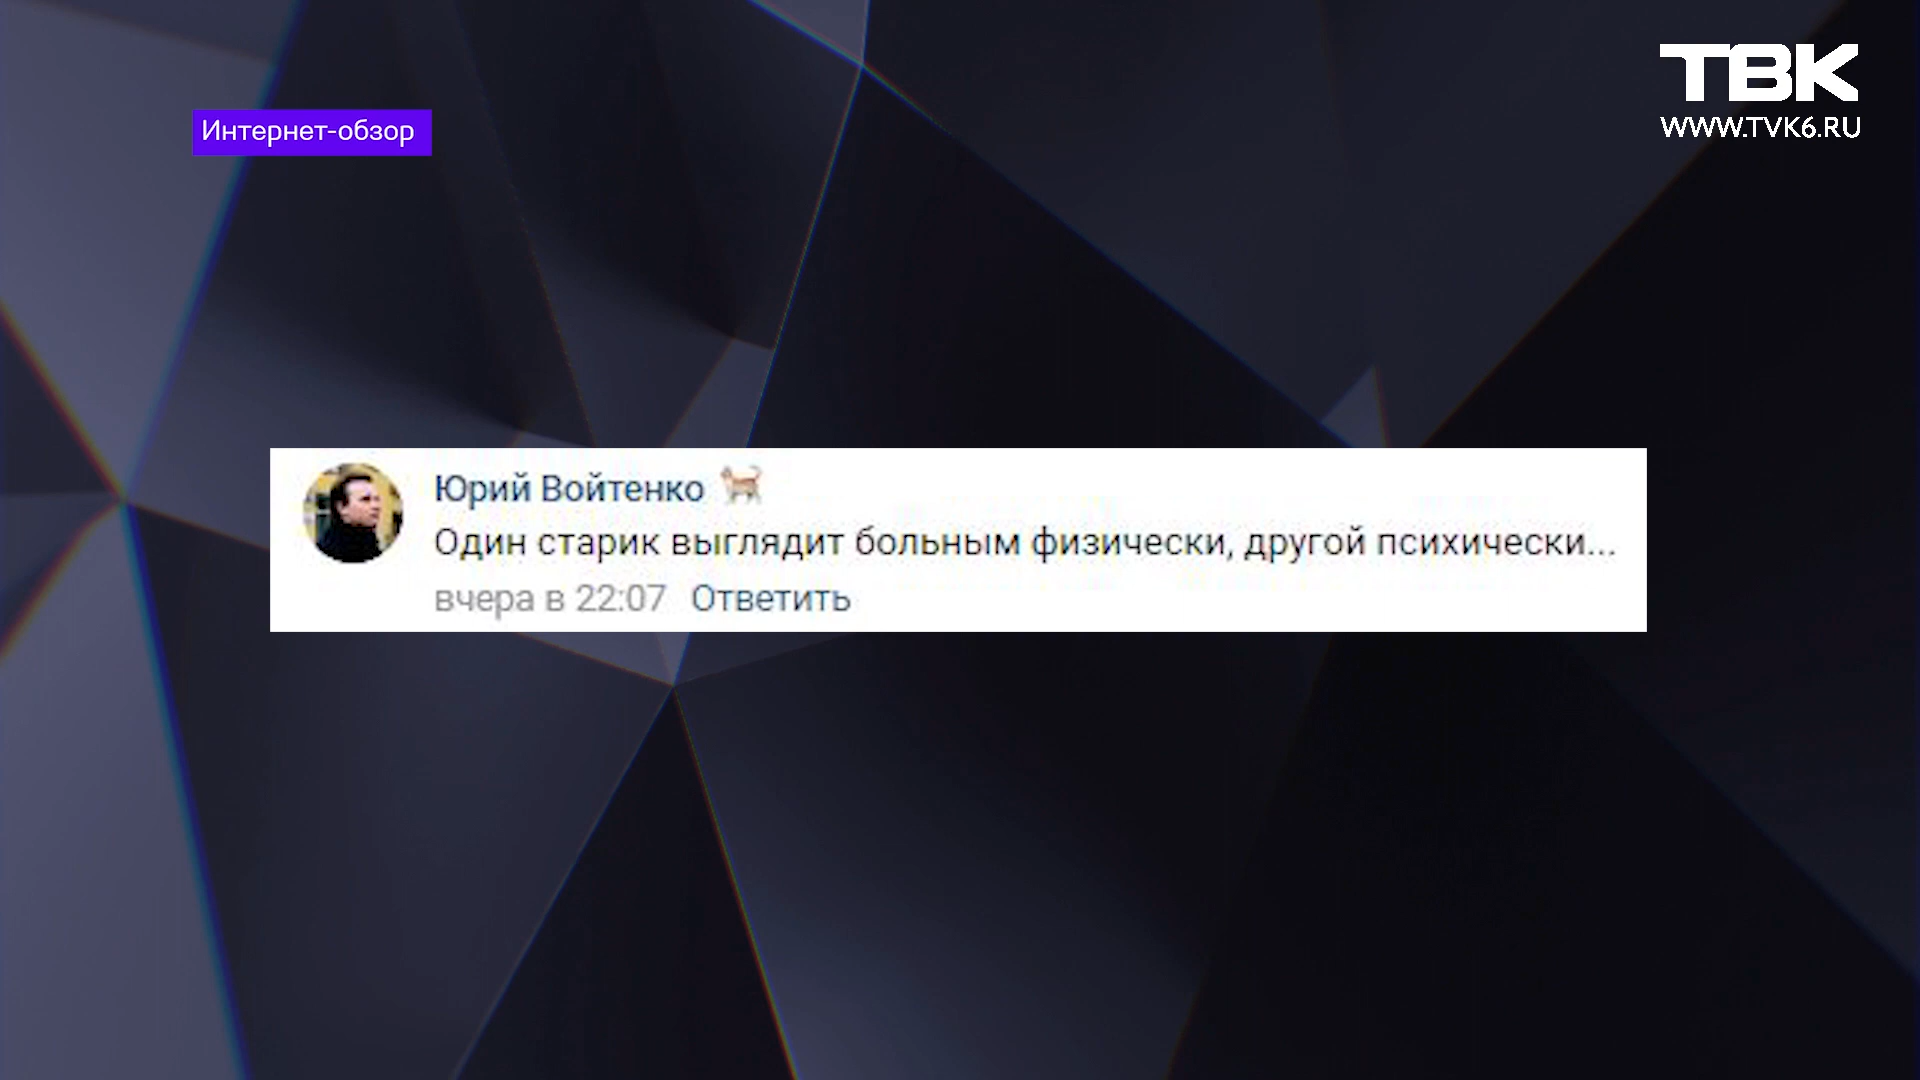 ТВК
WWW.TVK6.RU
Интернет-обзор
Юрий Войтенко
Один старик выглядит больным физически, другой психически...
вчера в 22:07 Ответить